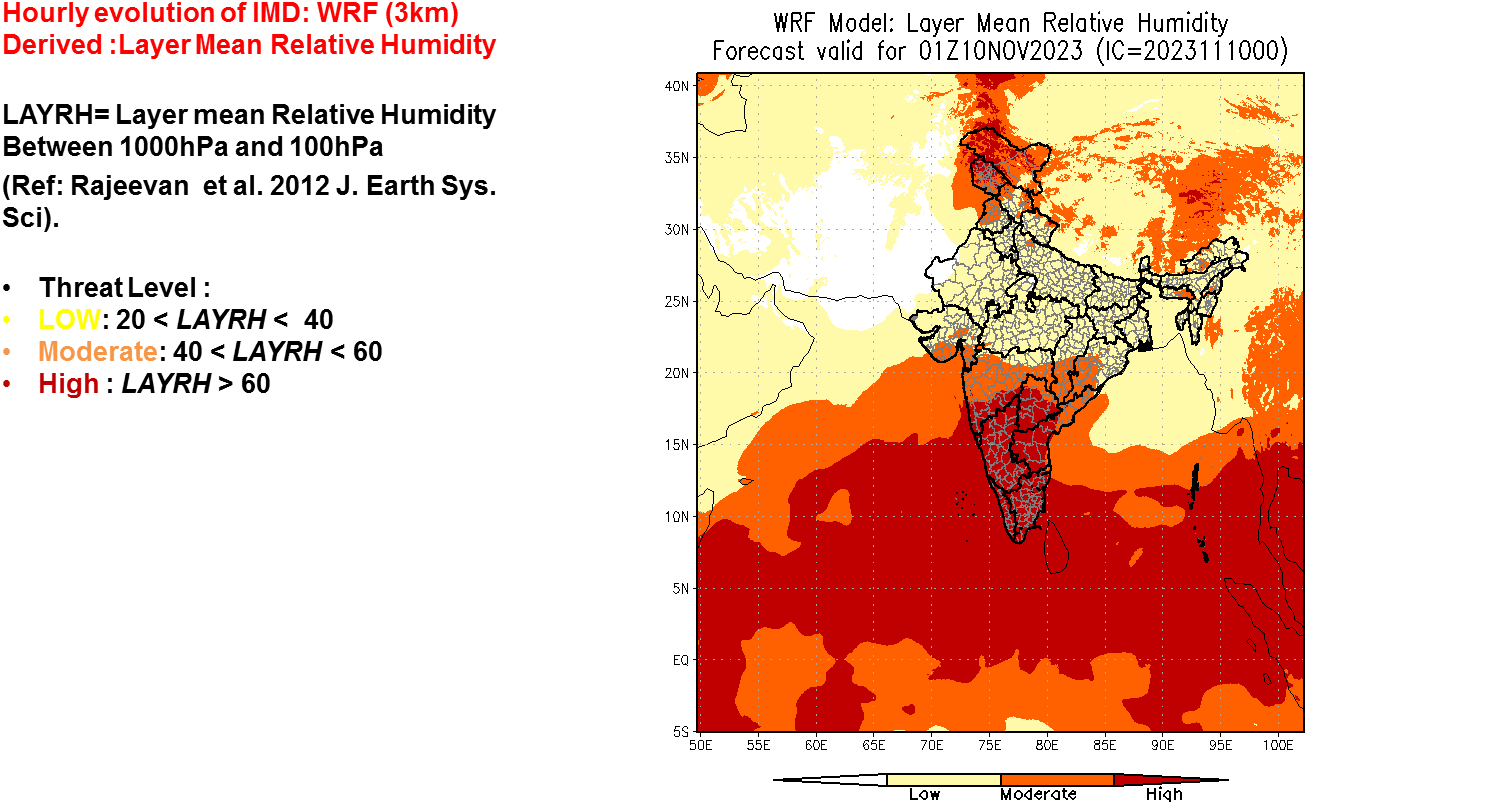 Hourly evolution of IMD: WRF (3km)
Derived :Layer Mean Relative Humidity
LAYRH= Layer mean Relative Humidity
Between 1000hPa and 100hPa
(Ref: Rajeevan et al. 2012 J. Earth Sys.
Sci).
• Threat Level :
• LOW: 20 < LAYRH < 40
• Moderate: 40 < LAYRH < 60
• High : LAYRH > 60
WRF Model: Layer Mean Relative Humidity
Forecast valid for 01Z10NOV2023 (IC=2023111000)
40N
35N
30N
25N
20N
15N
10N
5N
EQ
5S
50E 55E 60E 65E 70E 75E 80E 85E 90E 95E 100E
Low Moderate High